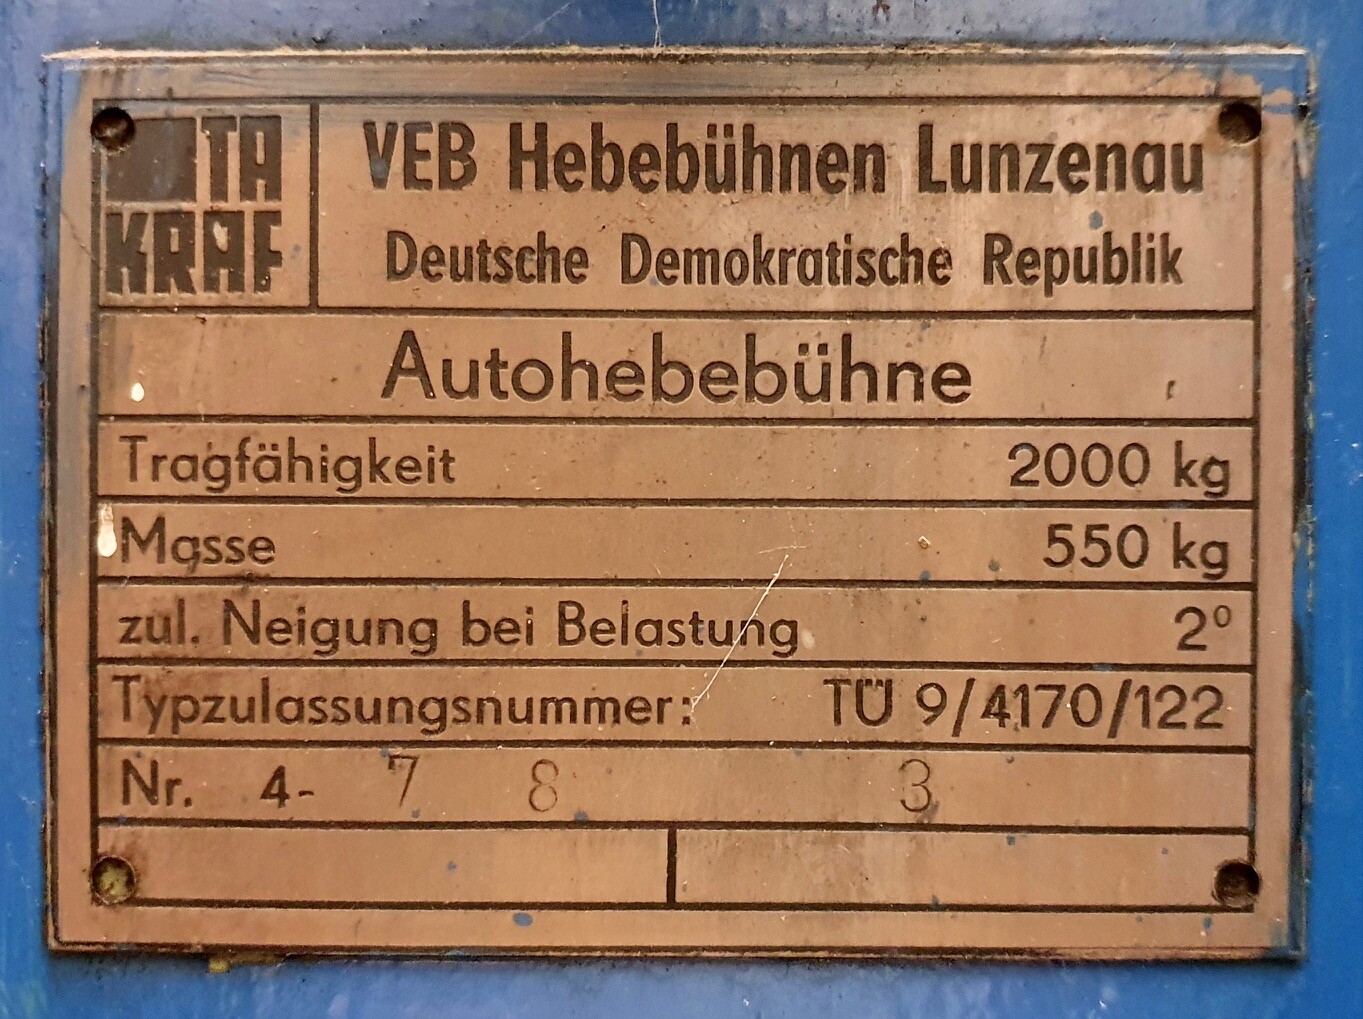 TA
KRAF
VEB Hebebühnen Lunzenau
Deutsche Demokratische Republik
Autohebebühne
Tragfähigkeit 2000 kg
Masse 550 kg
zul. Neigung bei Belastung 2°
Typzulassungsnummer: TÜ 9/4170/122
Nr. 4- 7 8 3